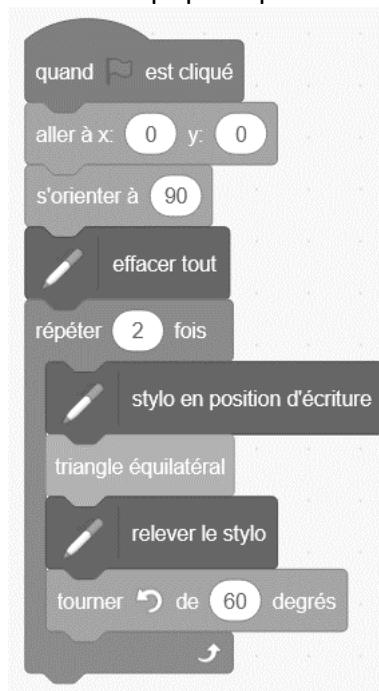 quand est cliqué
aller à x: 0 y: 0
s'orienter à 90
effacer tout
répéter 2 fois
stylo en position d'écriture
triangle équilatéral
relever le stylo
tourner de 60 degrés